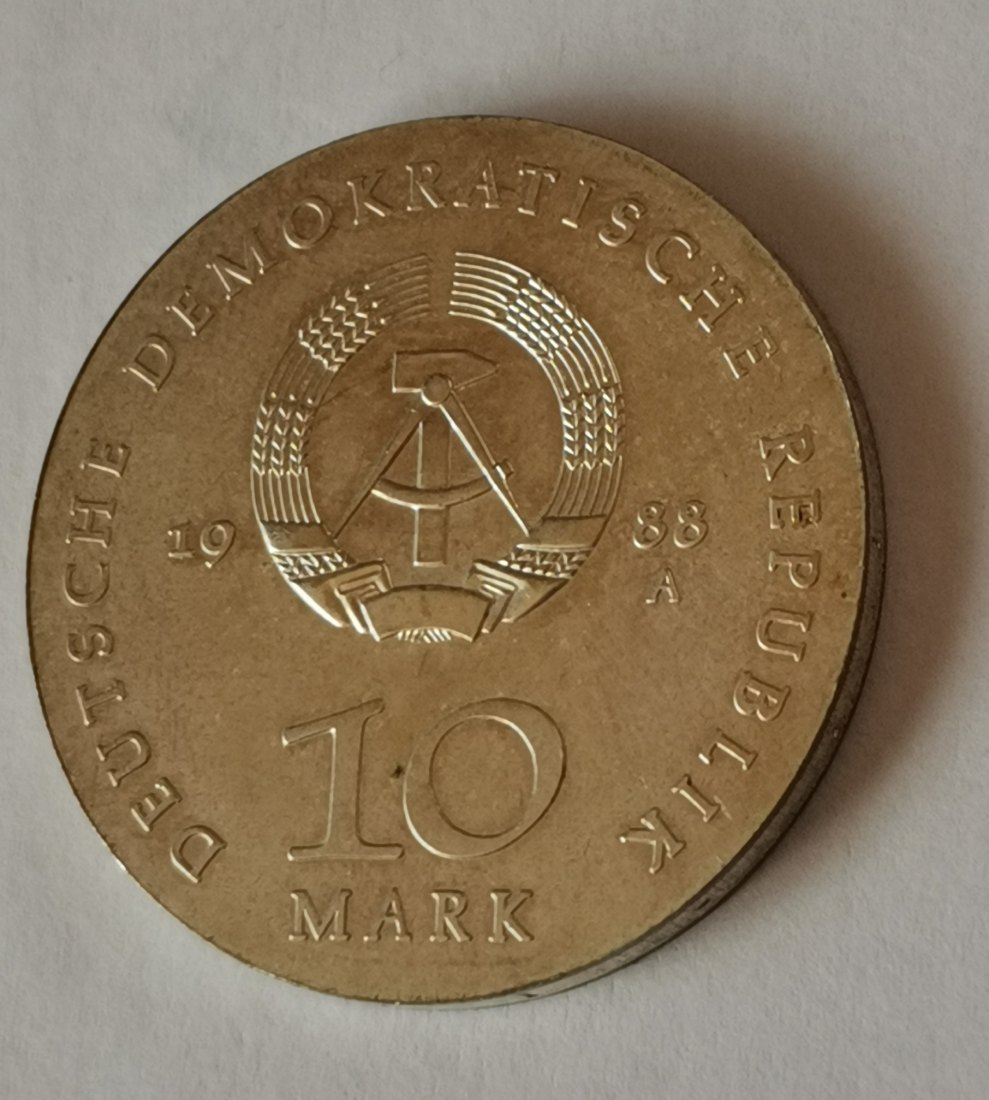 DEUTSCHE DEMOKRATISCHE REPUBLIK
19 88
A
10
MARK